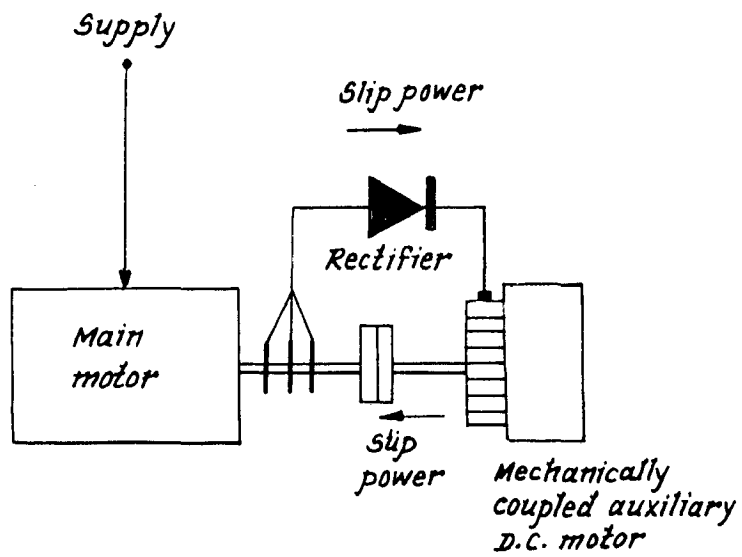 Supply
Slip power
Rectifier
Main
motor
Slip
power
Mechanically
coupled auxiliary
D.C. motor